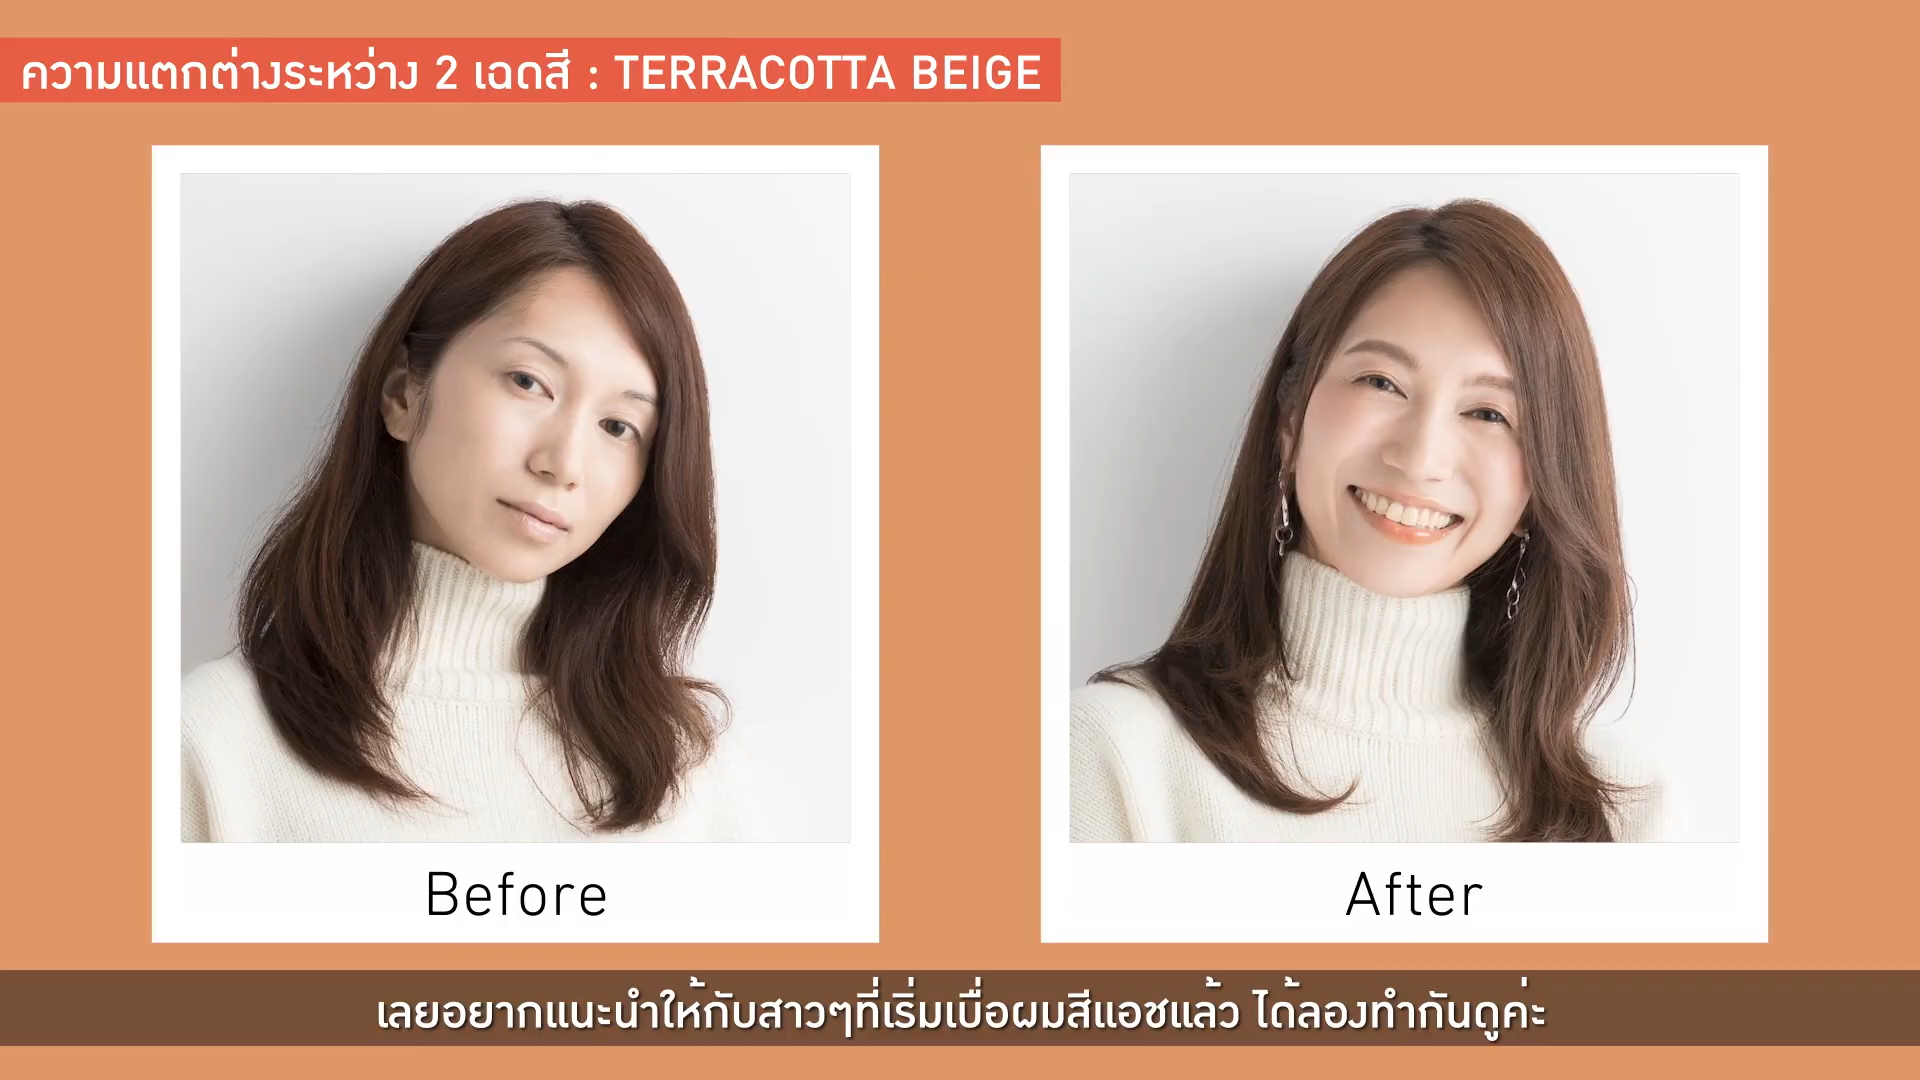 ความแตกต่างระหว่าง 2 เฉดสี : TERRACOTTA BEIGE
Before
After
เลยอยากแนะนำให้กับสาวๆที่เริ่มเบื่อผมสีแอชแล้ว ได้ลองทำกันดูค่ะ